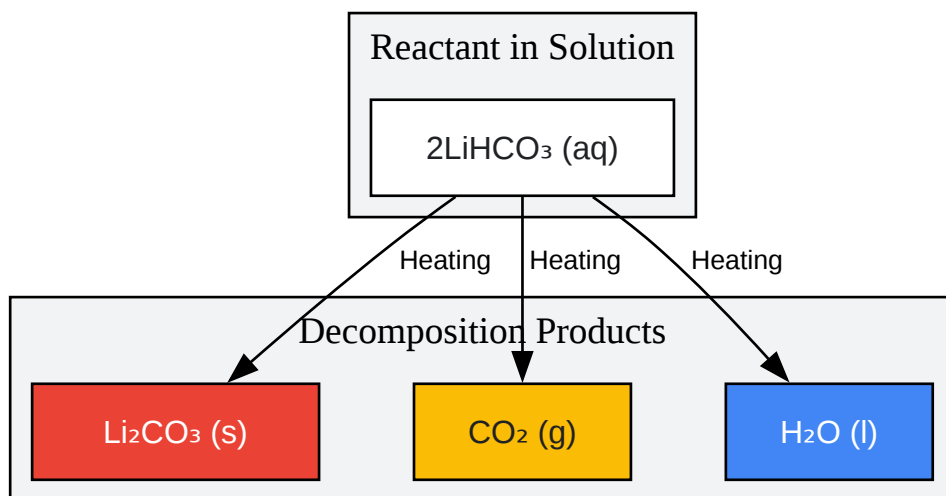 Reactant in Solution
2LiHCO₃ (aq)
Heating
Heating
Heating
Decomposition Products
Li₂CO₃ (s)
CO₂ (g)
H₂O (l)